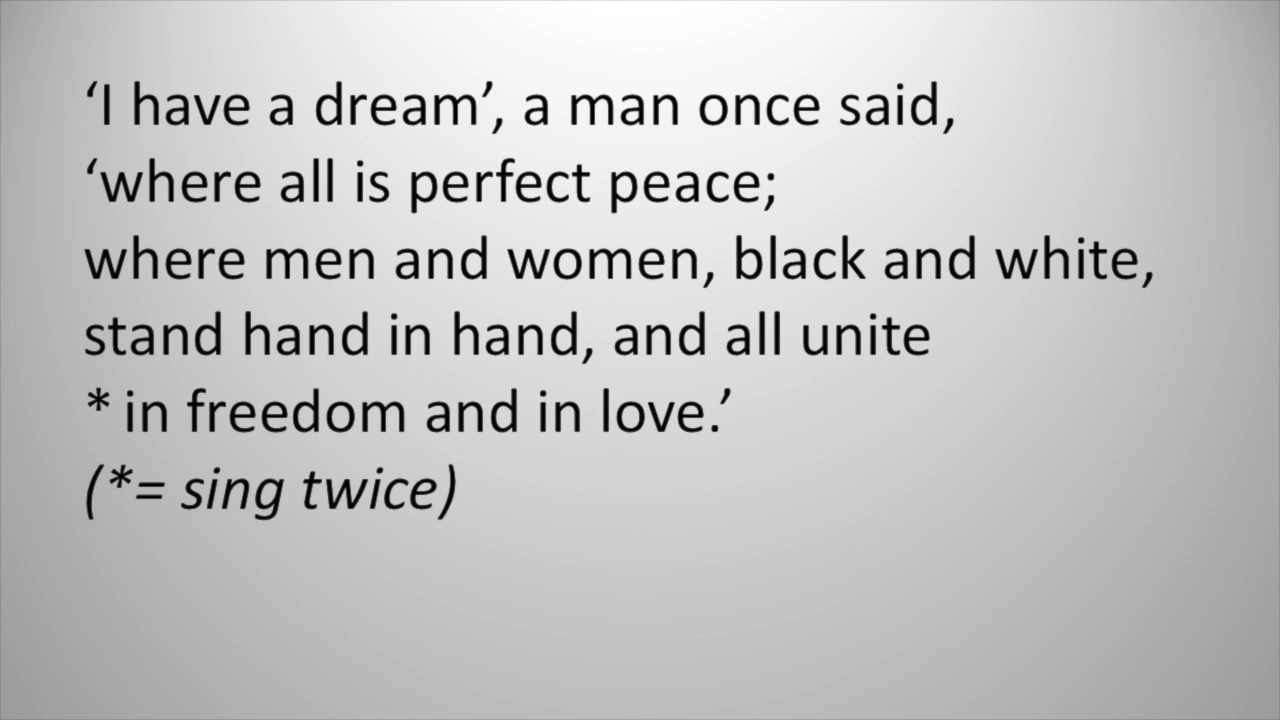 ‘I have a dream’, a man once said,
‘where all is perfect peace;
where men and women, black and white,
stand hand in hand, and all unite
* in freedom and in love.’
(*= sing twice)